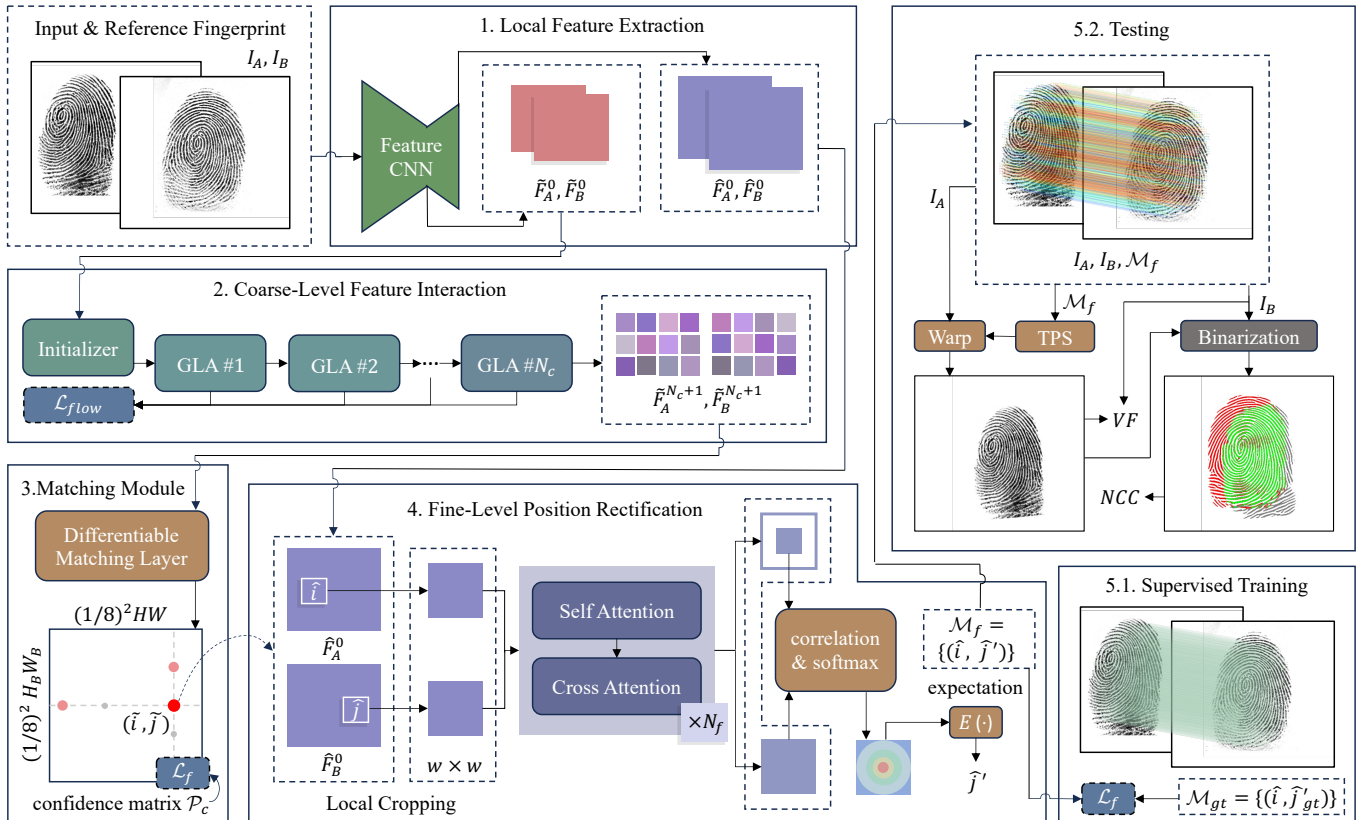 Input & Reference Fingerprint
I_A, I_B
1. Local Feature Extraction
Feature
CNN
F̃_A^0, F̃_B^0
F̂_A^0, F̂_B^0
2. Coarse-Level Feature Interaction
Initializer
GLA #1
GLA #2
GLA #N_c
ℒ_flow
F̃_A^{N_c+1}, F̃_B^{N_c+1}
3.Matching Module
Differentiable
Matching Layer
(1/8)^2HW
(1/8)^2 H_BW_B
(ĩ, j̃)
ℒ_f
confidence matrix 𝒫_c
4. Fine-Level Position Rectification
î
F̂_A^0
ĵ
F̂_B^0
w × w
Local Cropping
Self Attention
Cross Attention
×N_f
correlation
& softmax
ℳ_f =
{(î, ĵ′)}
expectation
E (·)
ĵ′
5.2. Testing
I_A
I_A, I_B, ℳ_f
ℳ_f
I_B
Warp
TPS
Binarization
VF
NCC
5.1. Supervised Training
ℒ_f
ℳ_gt = {(î, ĵ′_gt)}